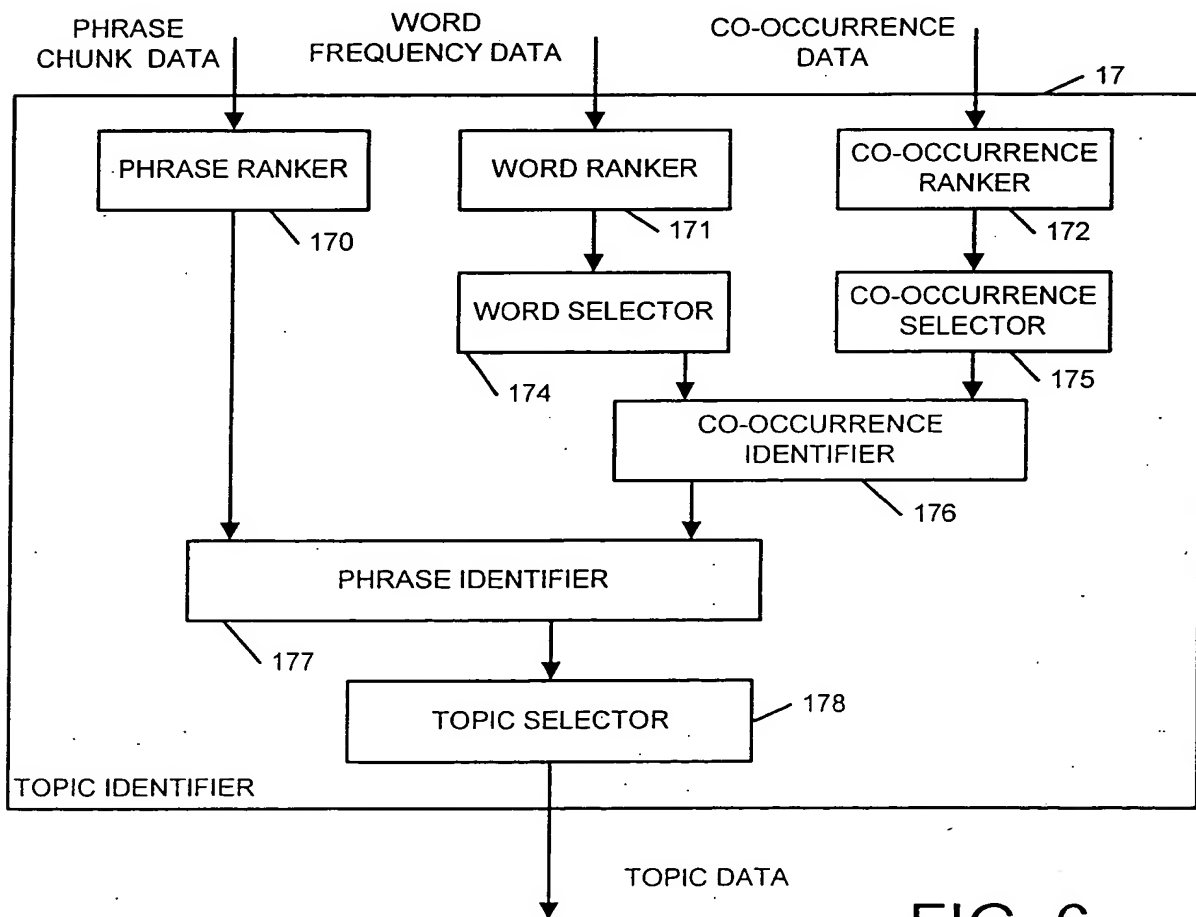 PHRASE
CHUNK DATA
WORD
FREQUENCY DATA
CO-OCCURRENCE
DATA
17
PHRASE RANKER
170
WORD RANKER
171
CO-OCCURRENCE
RANKER
172
WORD SELECTOR
174
CO-OCCURRENCE
SELECTOR
175
CO-OCCURRENCE
IDENTIFIER
176
PHRASE IDENTIFIER
177
TOPIC SELECTOR
178
TOPIC IDENTIFIER
TOPIC DATA